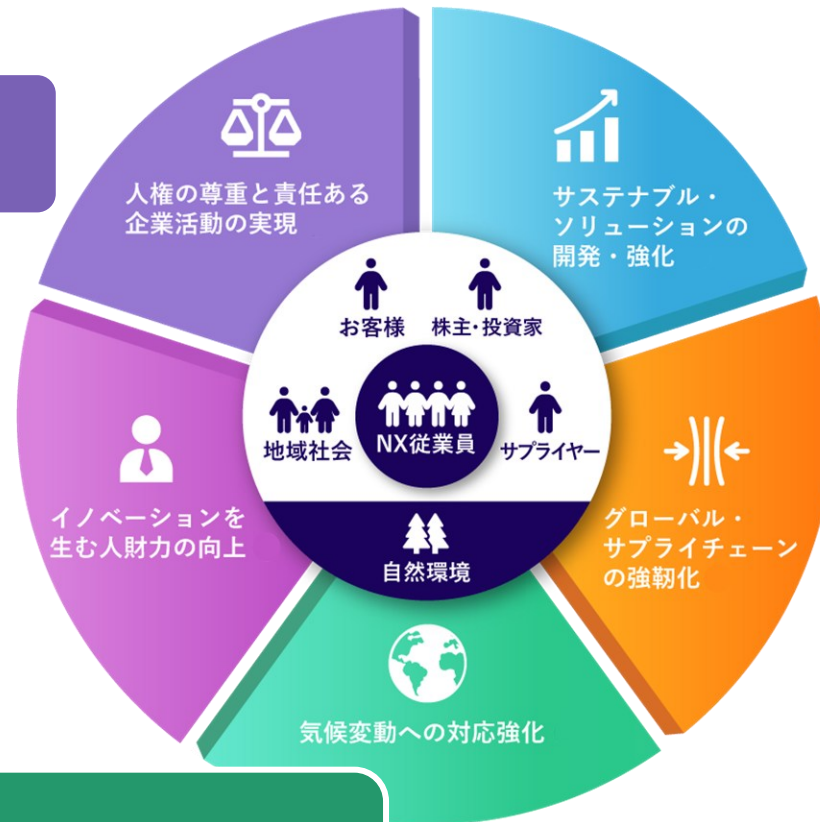 人権の尊重と責任ある
企業活動の実現
サステナブル・
ソリューションの
開発・強化
お客様
株主・投資家
地域社会
NX従業員
サプライヤー
自然環境
イノベーションを
生む人財力の向上
グローバル・
サプライチェーン
の強靭化
気候変動への対応強化